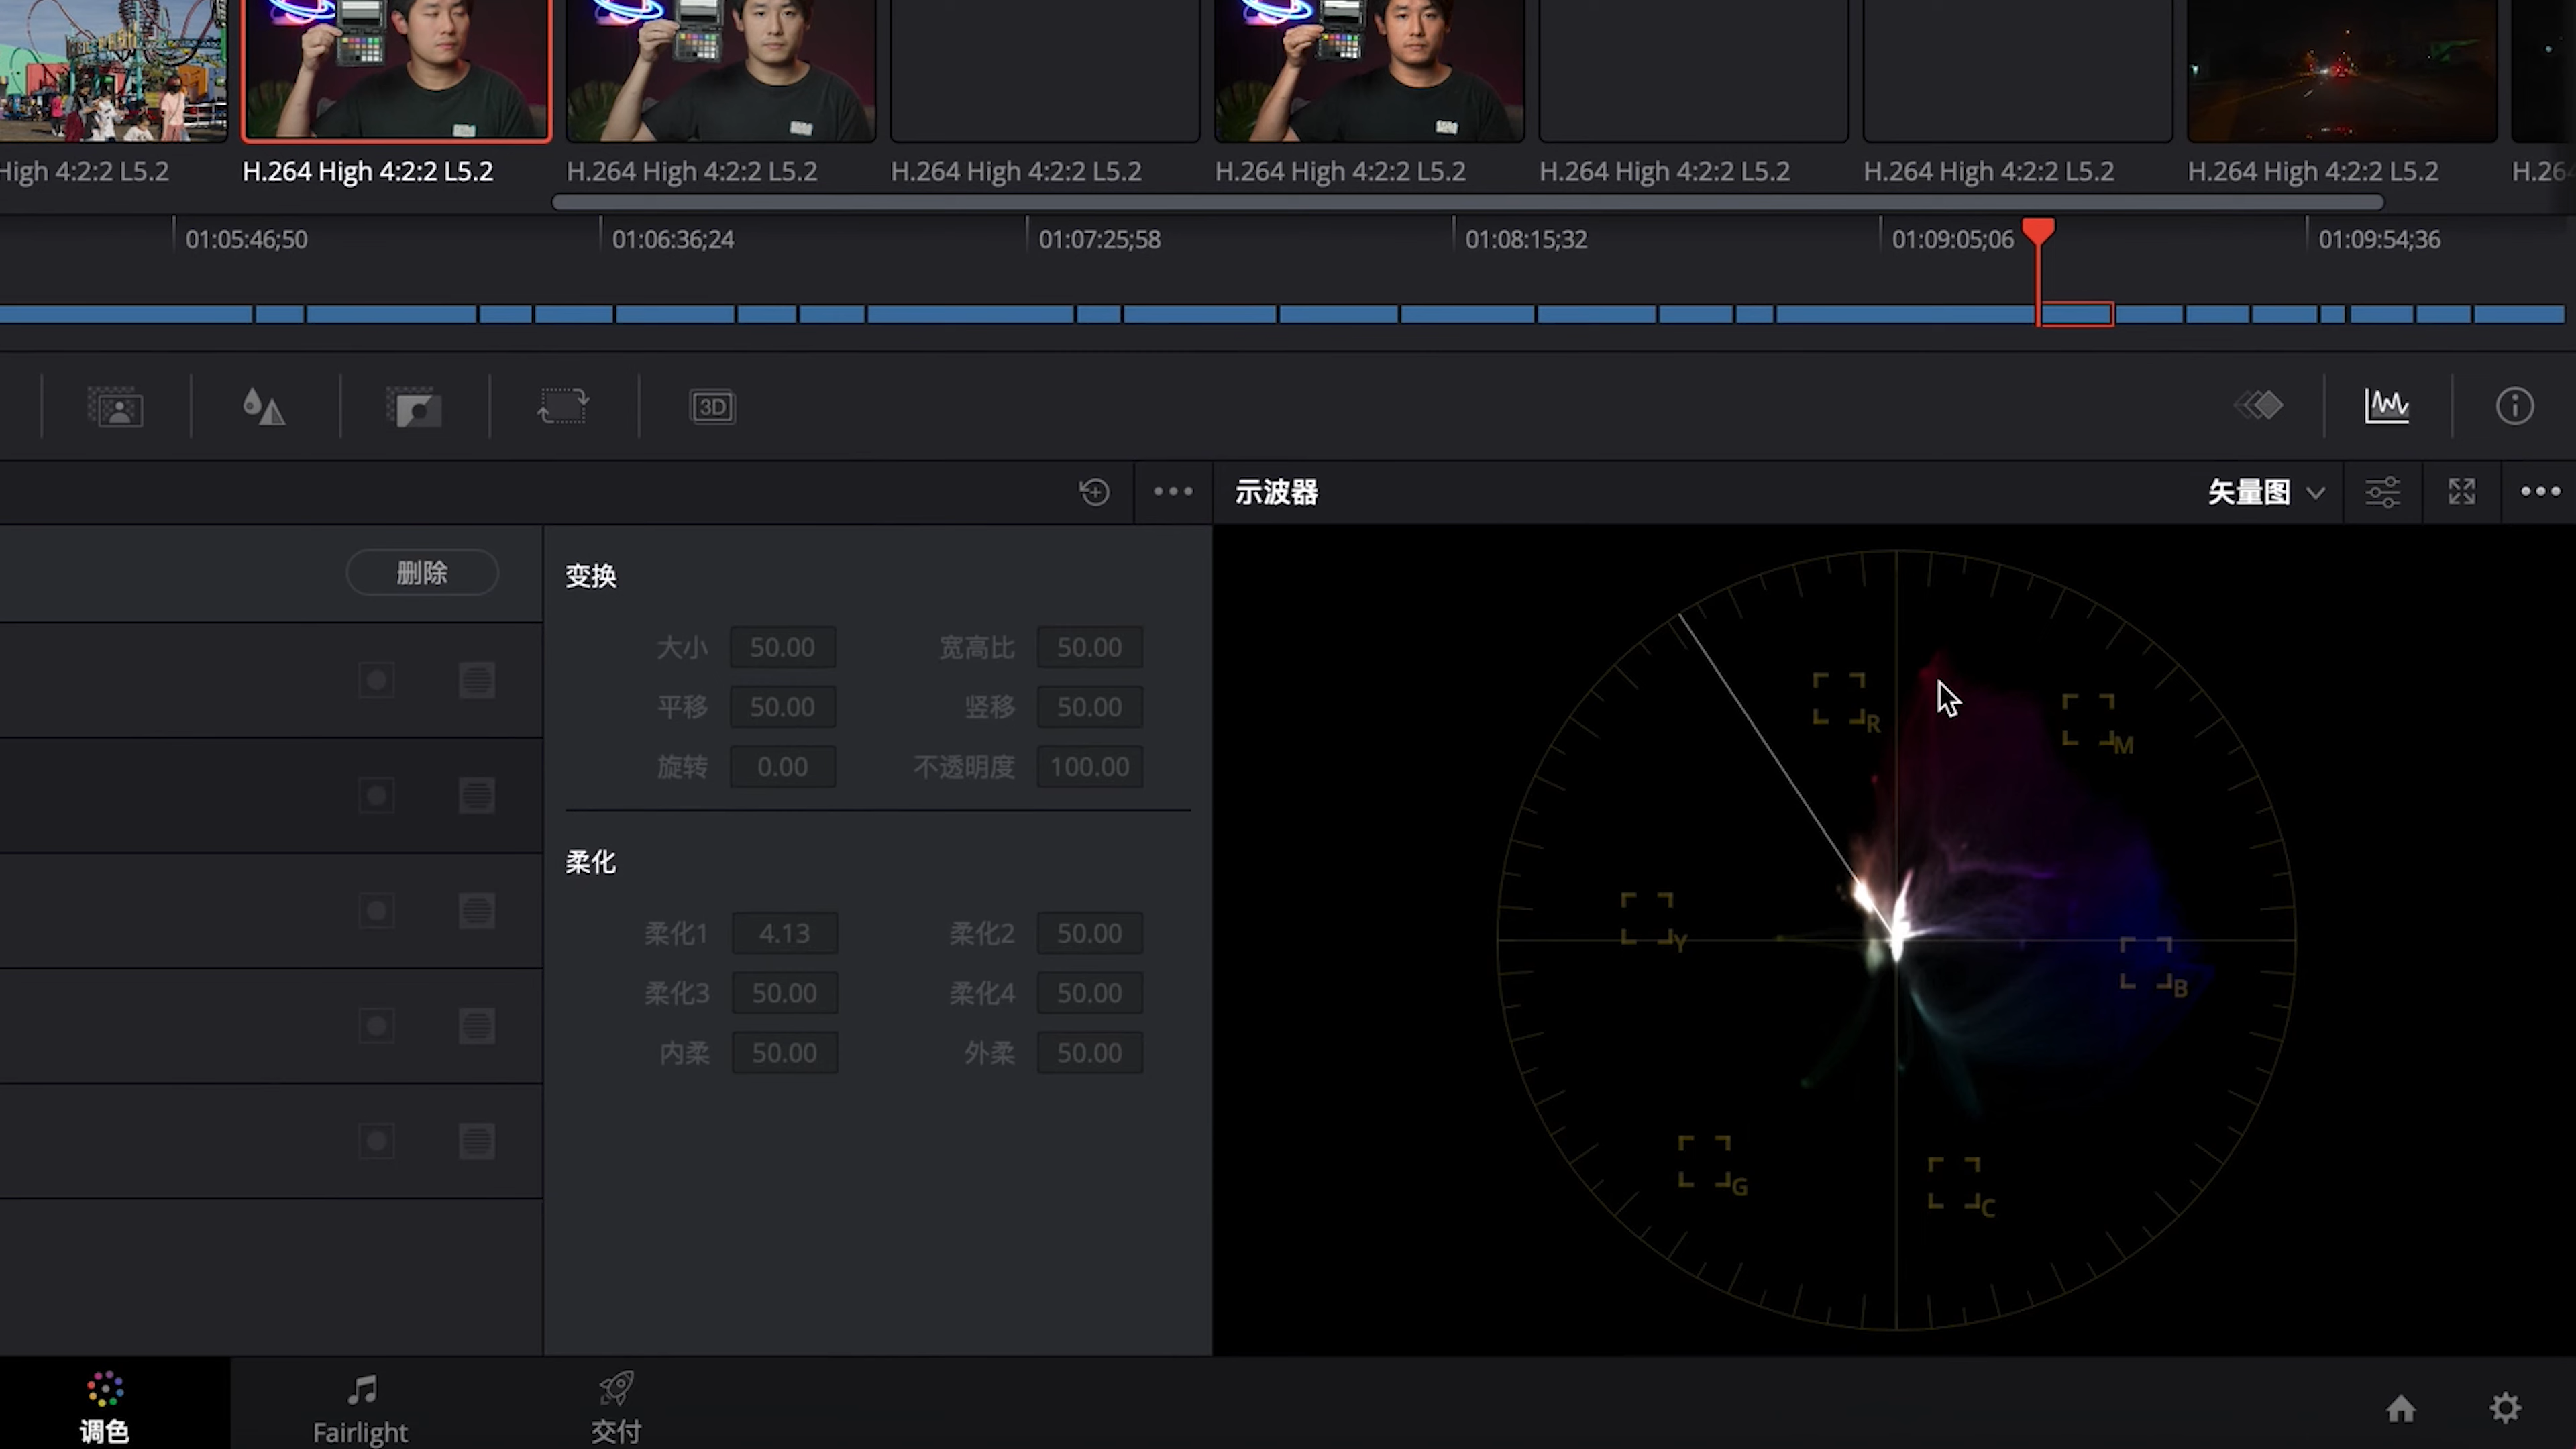 High 4:2:2 L5.2
H.264 High 4:2:2 L5.2
H.264 High 4:2:2 L5.2
H.264 High 4:2:2 L5.2
H.264 High 4:2:2 L5.2
H.264 High 4:2:2 L5.2
H.264 High 4:2:2 L5.2
H.264 High 4:2:2 L5.2
H.26
01:05:46;50
01:06:36;24
01:07:25;58
01:08:15;32
01:09:05;06
01:09:54;36
3D
示波器
矢量图
删除
变换
大小 50.00 宽高比 50.00
平移 50.00 竖移 50.00
旋转 0.00 不透明度 100.00
柔化
柔化1 4.13 柔化2 50.00
柔化3 50.00 柔化4 50.00
内柔 50.00 外柔 50.00
R
M
Y
B
G
C
调色
Fairlight
交付